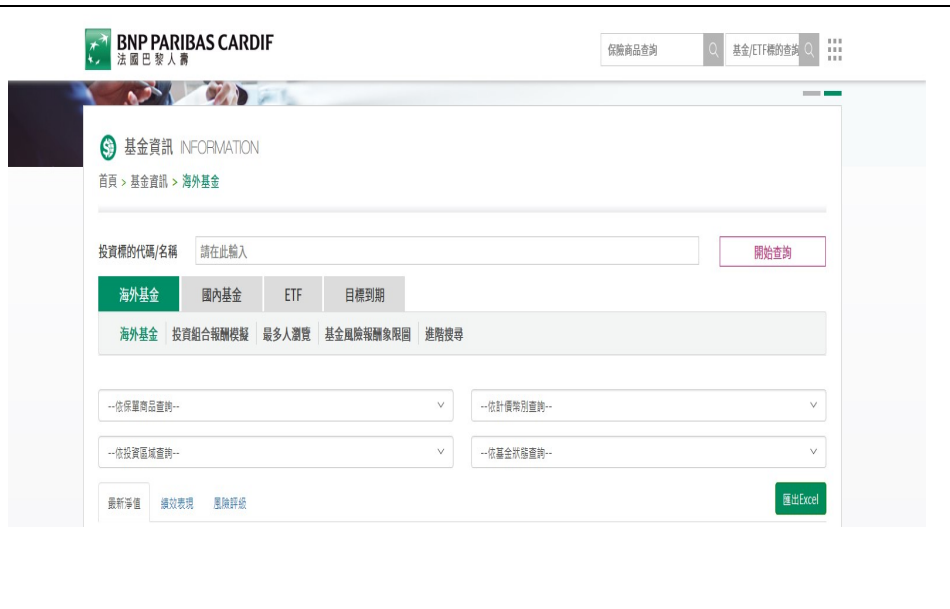 BNP PARIBAS CARDIF
法國巴黎人壽
保險商品查詢
基金/ETF標的查詢
基金資訊 INFORMATION
首頁 > 基金資訊 > 海外基金
投資標的代碼/名稱 請在此輸入 開始查詢
海外基金 國內基金 ETF 目標到期
海外基金 投資組合報酬模擬 最多人瀏覽 基金風險報酬象限圖 進階搜尋
--依保單商品查詢-- --依計價幣別查詢--
--依投資區域查詢-- --依基金狀態查詢--
最新淨值 績效表現 風險評級 匯出Excel